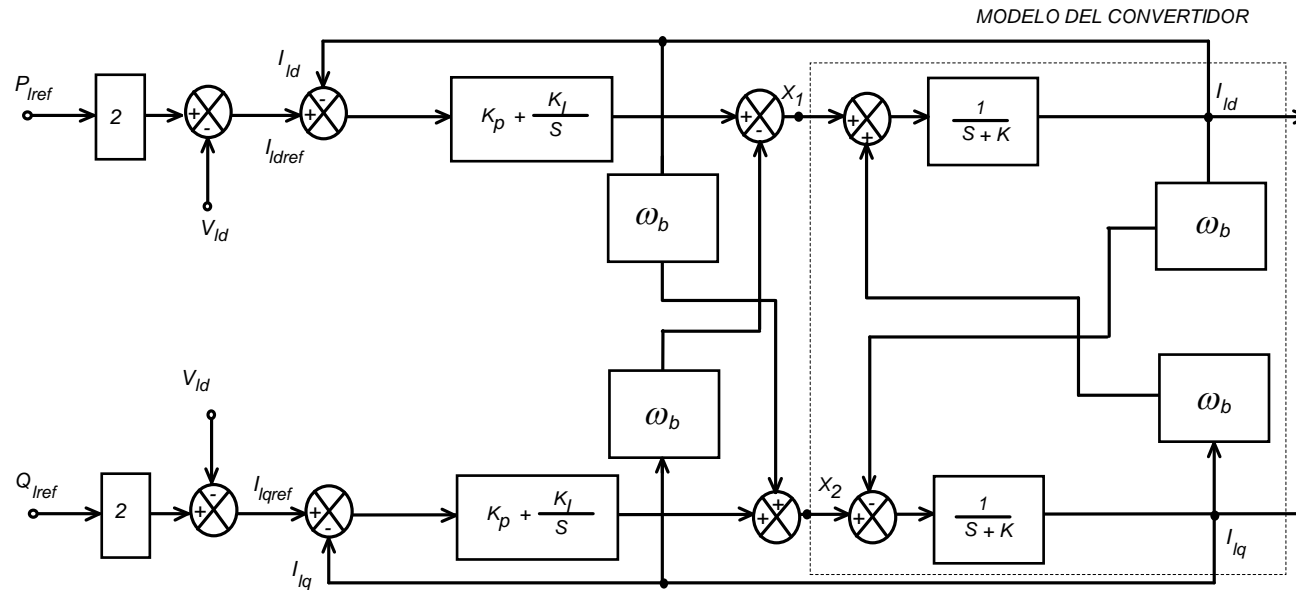 MODELO DEL CONVERTIDOR
P_Iref
2
+
-
V_Id
I_Idref
I_Id
-
+
K_p + K_I / S
+
-
X_1
+
+
1 / S + K
I_Id
ω_b
ω_b
ω_b
ω_b
V_Id
Q_Iref
2
-
+
I_Iqref
+
-
I_Iq
K_p + K_I / S
+
+
X_2
-
+
1 / S + K
I_Iq